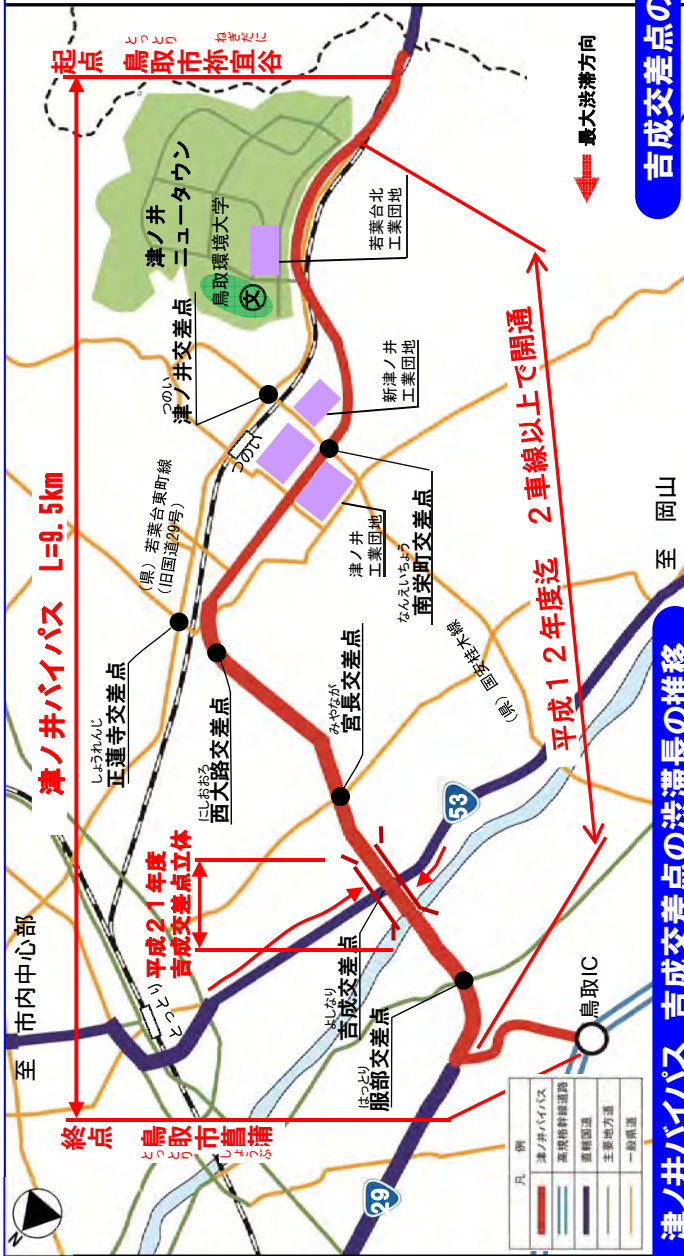 津ノ井バイパス L=9.5km
起点 鳥取市祢宜谷
とっとり ねぎだに
終点 鳥取市菖蒲
とっとり しょうぶ
N
至 市内中心部
とっとり
平成21年度
吉成交差点立体
しょうれんじ
正蓮寺交差点
(県)若葉台東町線
(旧国道29号)
にしおおろ
西大路交差点
つのい
津ノ井交差点
つのい
津ノ井
ニュータウン
鳥取環境大学
文
若葉台北
工業団地
新津ノ井
工業団地
津ノ井
工業団地
なんえいちょう
南栄町交差点
みやなが
宮長交差点
(県)国安桂木線
53
よしなり
吉成交差点
はっとり
服部交差点
29
鳥取IC
平成12年度迄 2車線以上で開通
至 岡山
最大渋滞方向
凡例
津ノ井バイパス
高規格幹線道路
直轄国道
主要地方道
一般県道
津ノ井バイパス 吉成交差点の渋滞長の推移
吉成交差点の